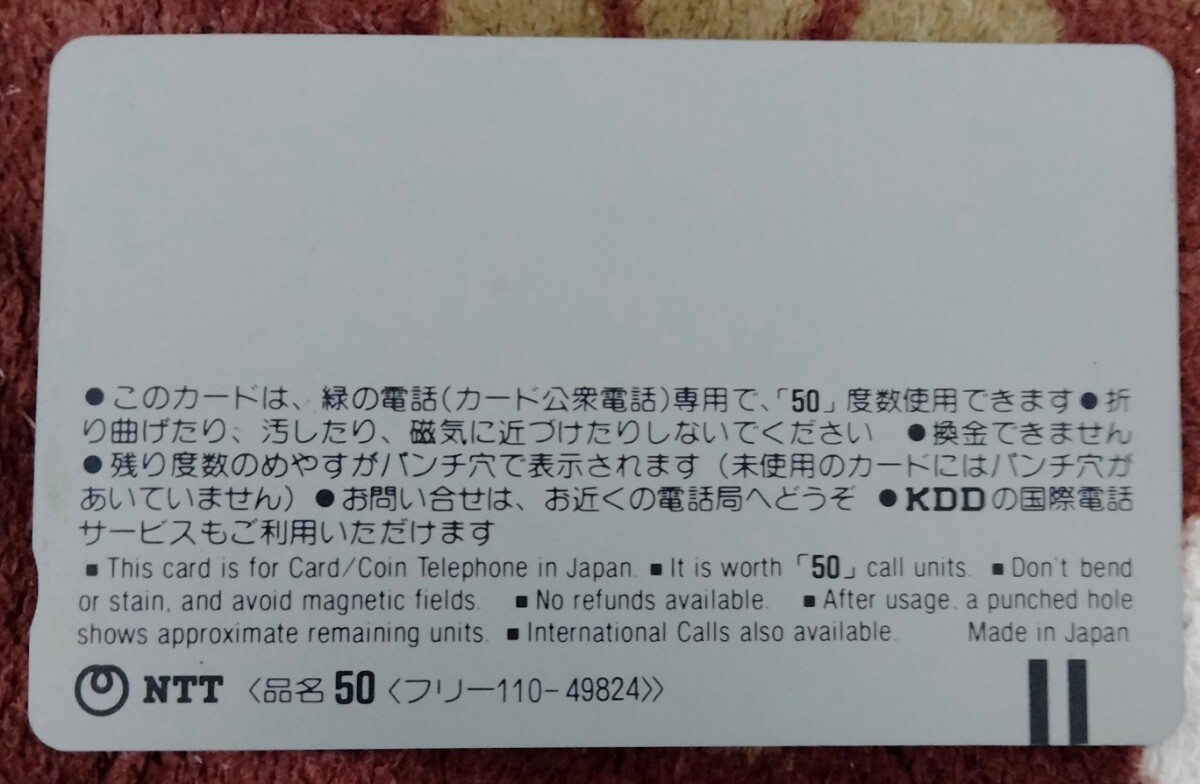 ●このカードは、緑の電話(カード公衆電話)専用で、「50」度数使用できます●折
り曲げたり、汚したり、磁気に近づけたりしないでください ●換金できません
●残り度数のめやすがパンチ穴で表示されます(未使用のカードにはパンチ穴が
あいていません)●お問い合せは、お近くの電話局へどうぞ ●KDDの国際電話
サービスもご利用いただけます
■This card is for Card/Coin Telephone in Japan. ■It is worth「50」call units. ■Don't bend
or stain, and avoid magnetic fields. ■No refunds available. ■After usage, a punched hole
shows approximate remaining units. ■International Calls also available. Made in Japan
NTT 〈品名 50〈フリー110-49824〉〉